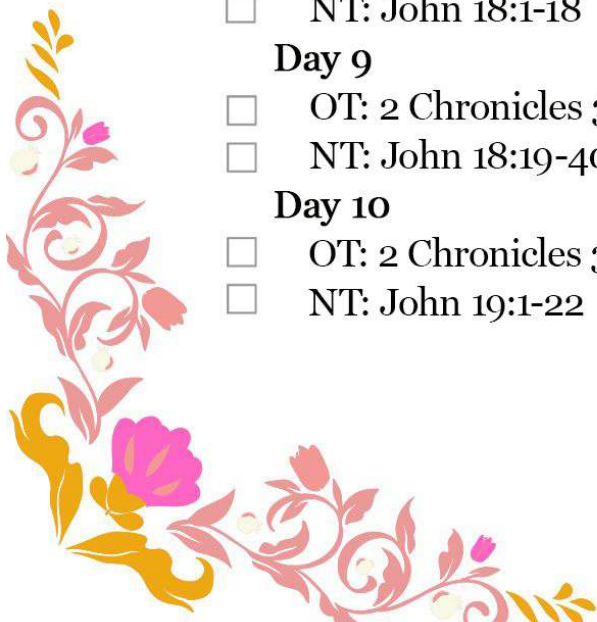 NT: John 18:1-18
Day 9
OT: 2 Chronicles
NT: John 18:19-40
Day 10
OT: 2 Chronicles
NT: John 19:1-22